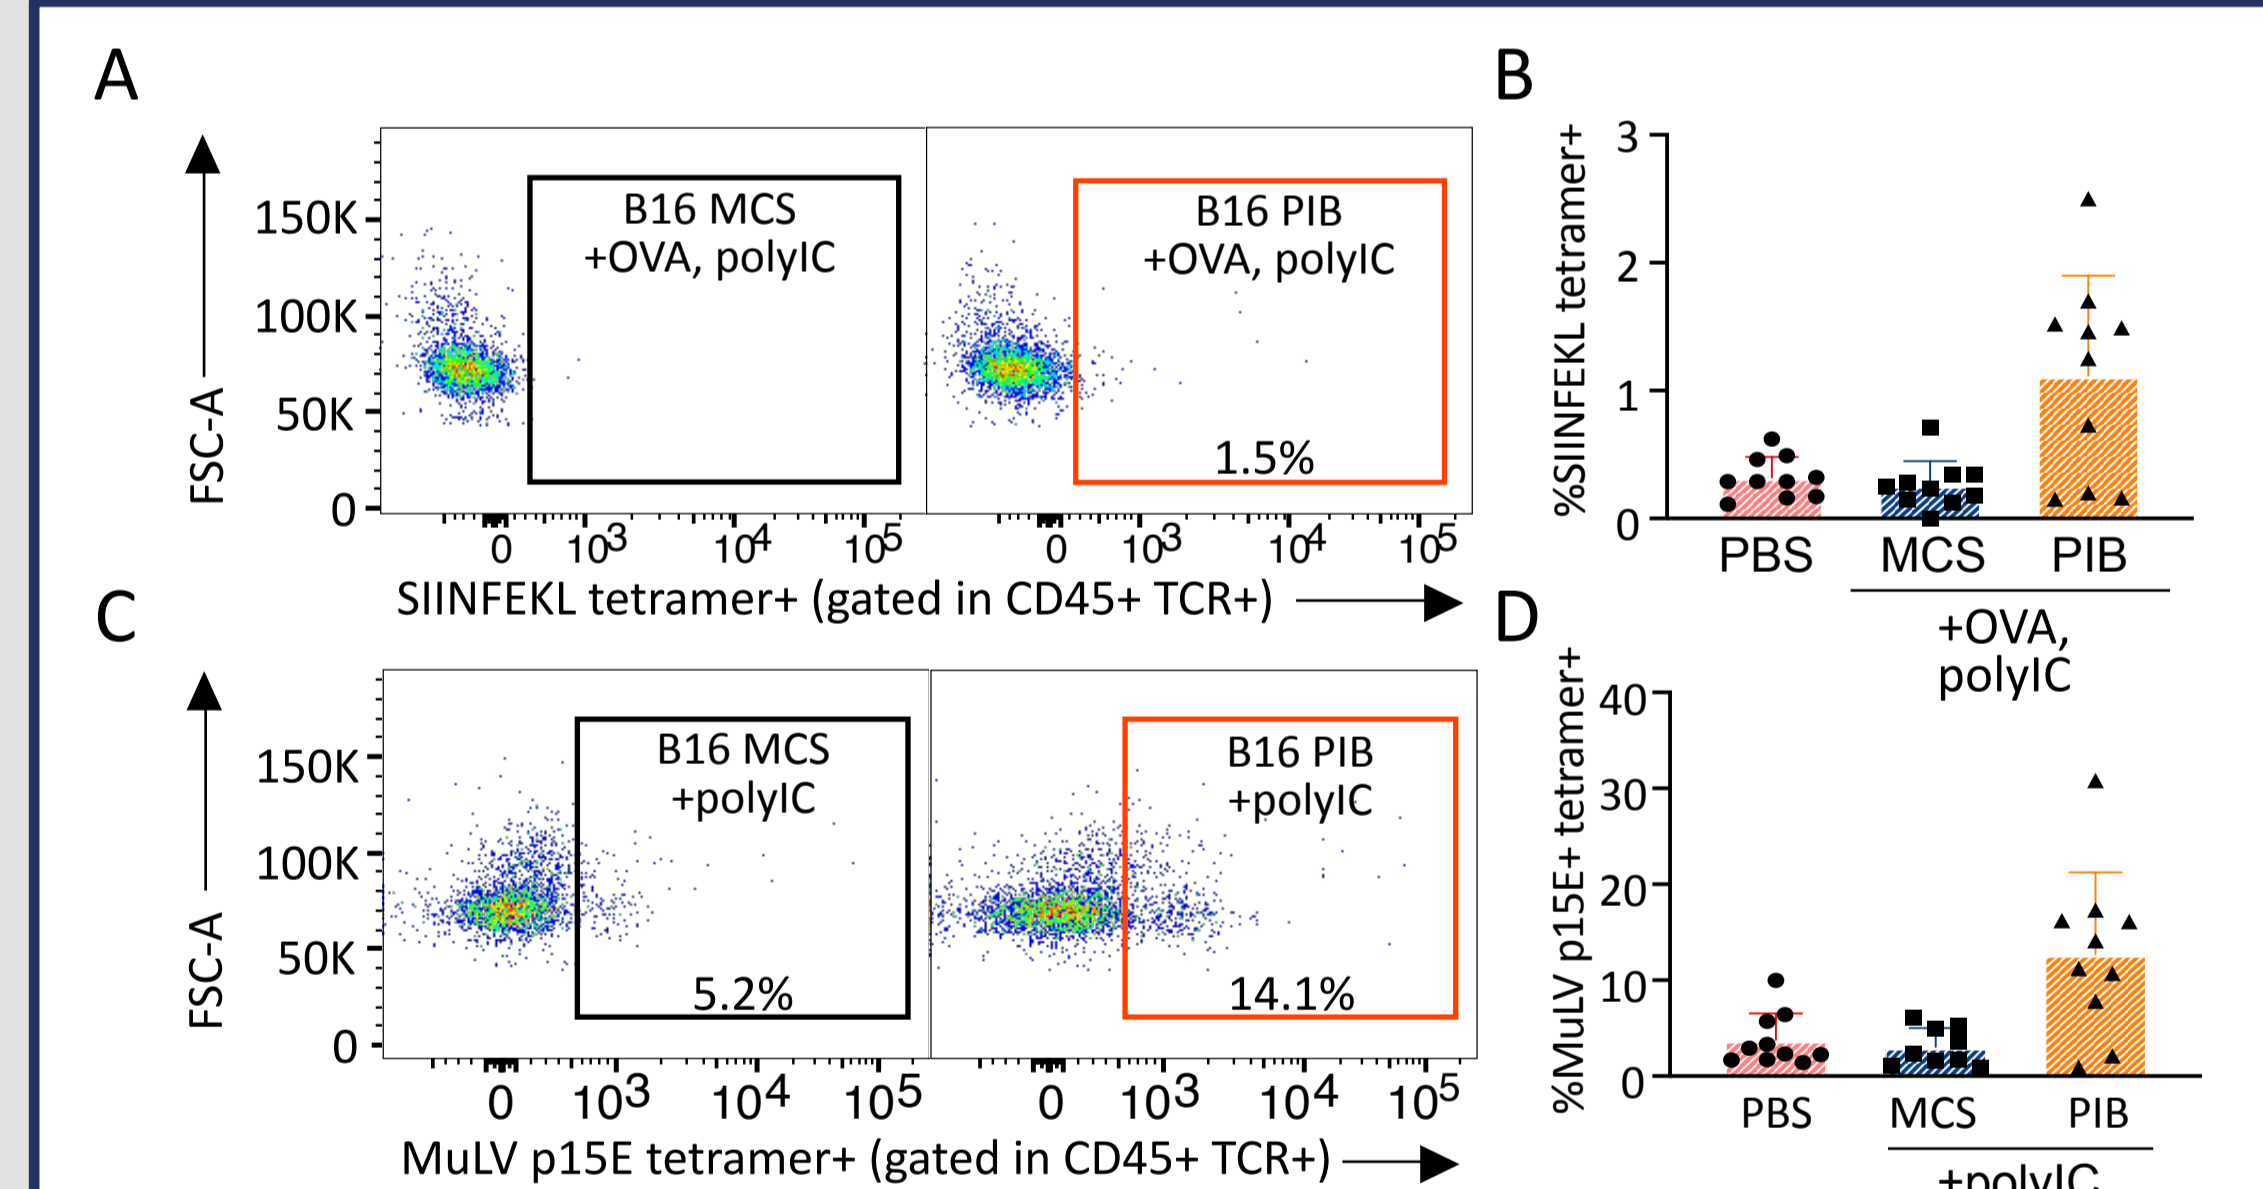 A
B
FSC-A
150K
100K
50K
0
B16 MCS
+OVA, polyIC
B16 PIB
+OVA, polyIC
1.5%
0 10³ 10⁴ 10⁵ 0 10³ 10⁴ 10⁵
SIINFEKL tetramer+ (gated in CD45+ TCR+)
%SIINFEKL tetramer+
3
2
1
0
PBS MCS PIB
+OVA,
polyIC
C
D
FSC-A
150K
100K
50K
0
B16 MCS
+polyIC
5.2%
B16 PIB
+polyIC
14.1%
0 10³ 10⁴ 10⁵ 0 10³ 10⁴ 10⁵
MuLV p15E tetramer+ (gated in CD45+ TCR+)
%MuLV p15E+ tetramer+
40
30
20
10
0
PBS MCS PIB
+polyIC